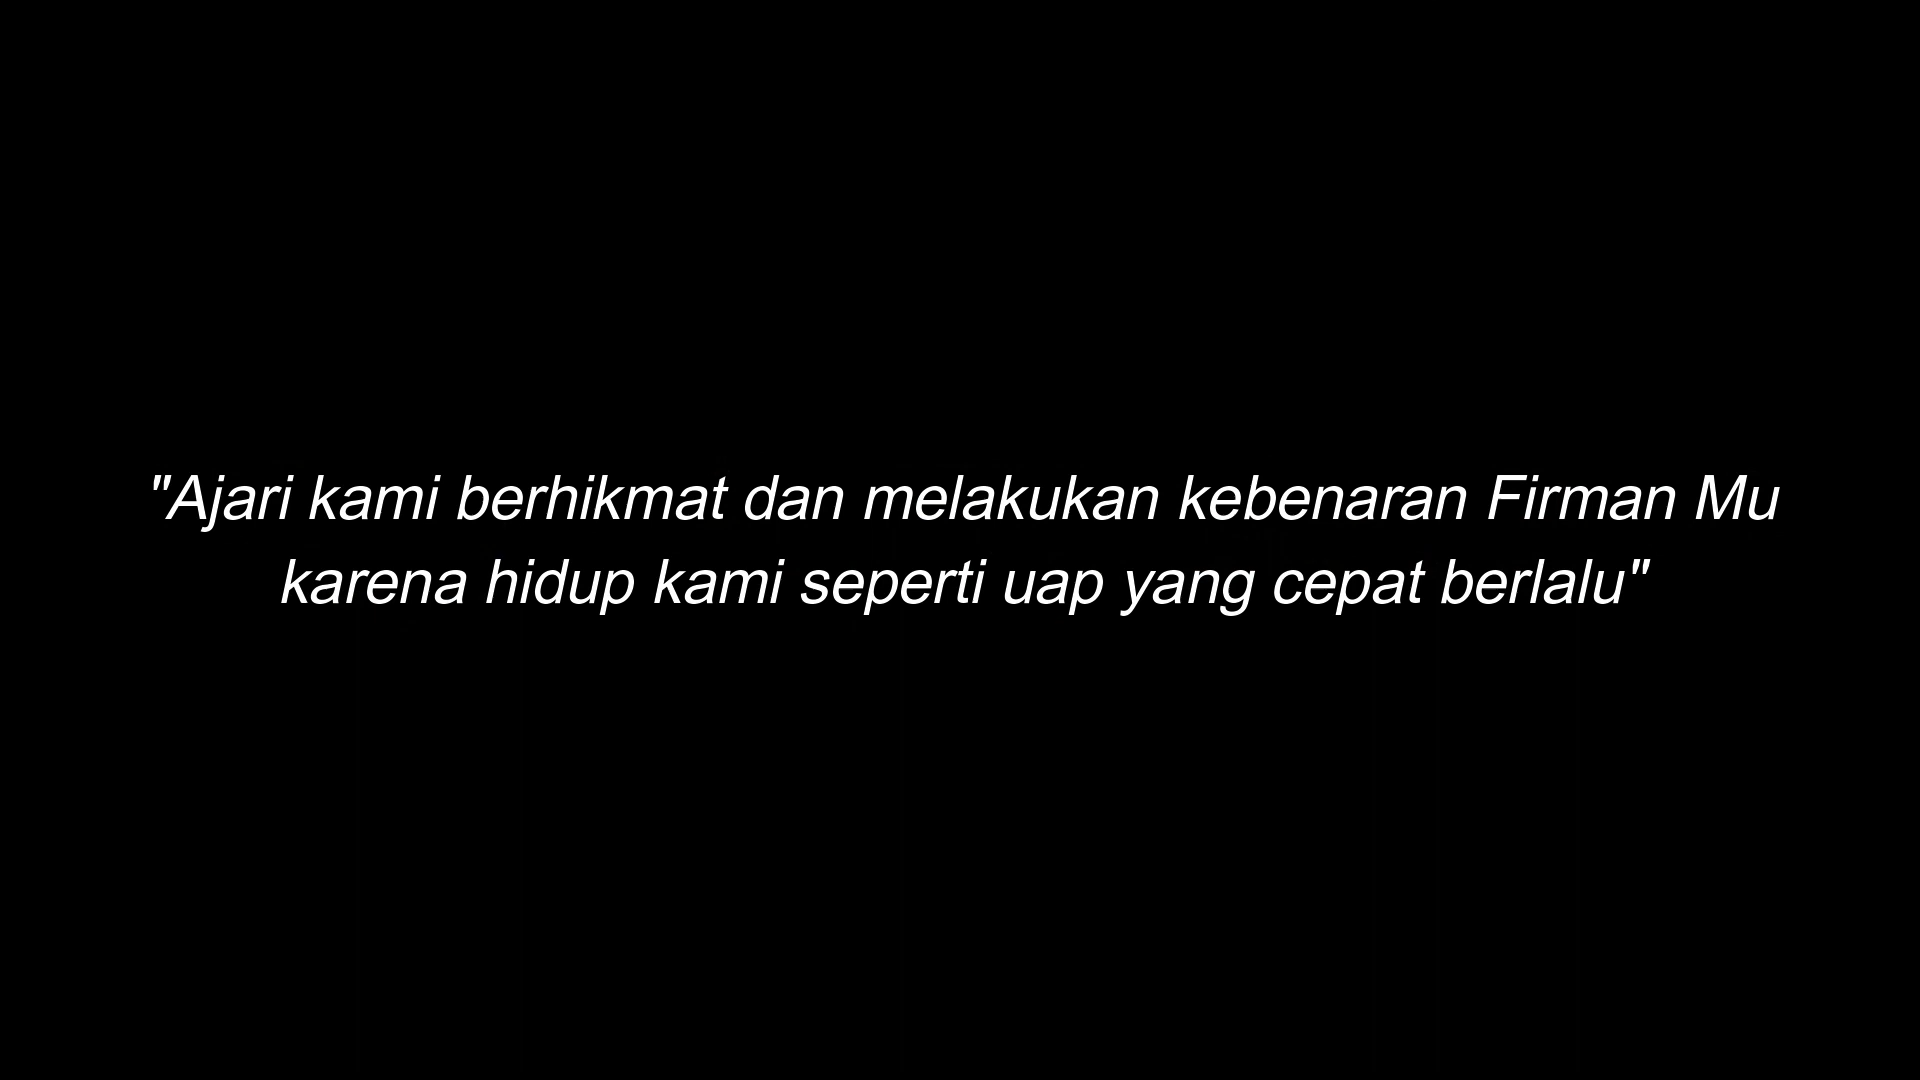 "Ajari kami berhikmat dan melakukan kebenaran Firman Mu
karena hidup kami seperti uap yang cepat berlalu"